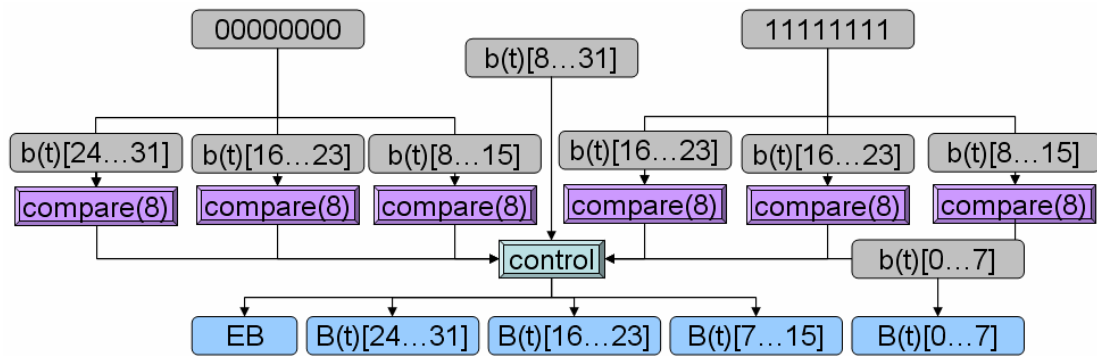 00000000
11111111
b(t)[8...31]
b(t)[24...31]
b(t)[16...23]
b(t)[8...15]
b(t)[16...23]
b(t)[16...23]
b(t)[8...15]
compare(8)
compare(8)
compare(8)
compare(8)
compare(8)
compare(8)
control
b(t)[0...7]
EB
B(t)[24...31]
B(t)[16...23]
B(t)[7...15]
B(t)[0...7]